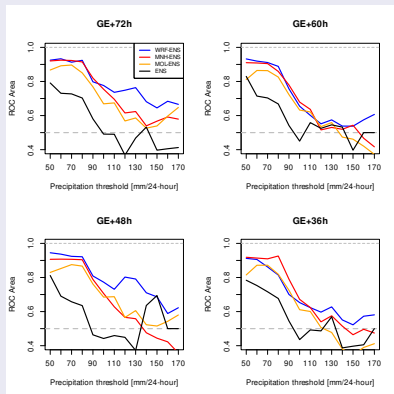 GE+72h
ROC Area
1.0
0.8
0.6
0.4
WRF-ENS
MNH-ENS
MOL-ENS
ENS
50 70 90 110 130 150 170
Precipitation threshold [mm/24-hour]
GE+60h
ROC Area
1.0
0.8
0.6
0.4
50 70 90 110 130 150 170
Precipitation threshold [mm/24-hour]
GE+48h
ROC Area
1.0
0.8
0.6
0.4
50 70 90 110 130 150 170
Precipitation threshold [mm/24-hour]
GE+36h
ROC Area
1.0
0.8
0.6
0.4
50 70 90 110 130 150 170
Precipitation threshold [mm/24-hour]